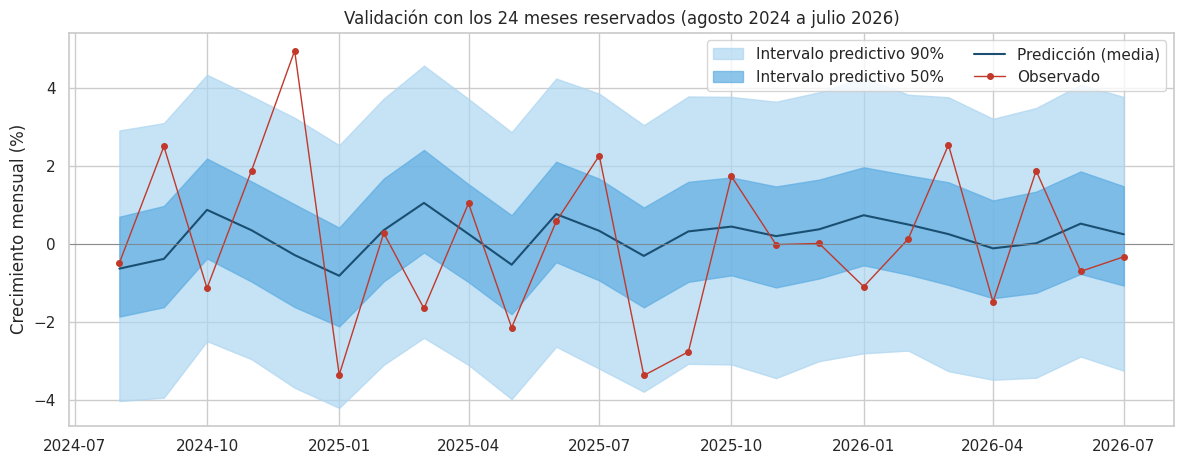 Validación con los 24 meses reservados (agosto 2024 a julio 2026)
Intervalo predictivo 90%
Intervalo predictivo 50%
Predicción (media)
Observado
Crecimiento mensual (%)
4
2
0
−2
−4
2024-07
2024-10
2025-01
2025-04
2025-07
2025-10
2026-01
2026-04
2026-07